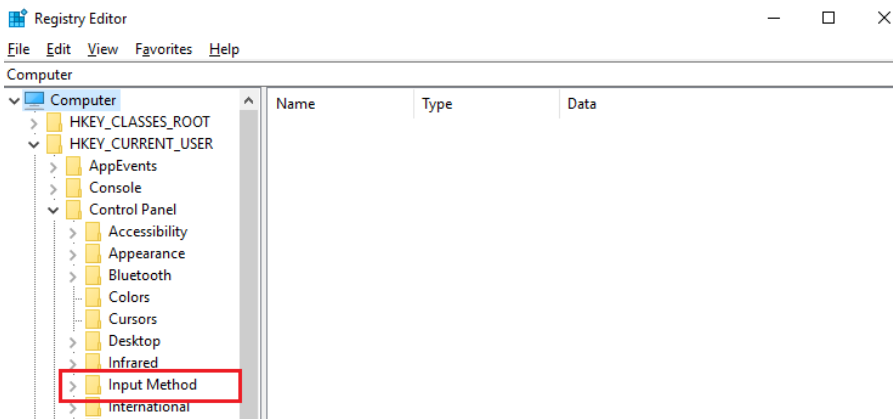 Registry Editor
File Edit View Favorites Help
Computer
Computer
Name Type Data
HKEY_CLASSES_ROOT
HKEY_CURRENT_USER
AppEvents
Console
Control Panel
Accessibility
Appearance
Bluetooth
Colors
Cursors
Desktop
Infrared
Input Method
International